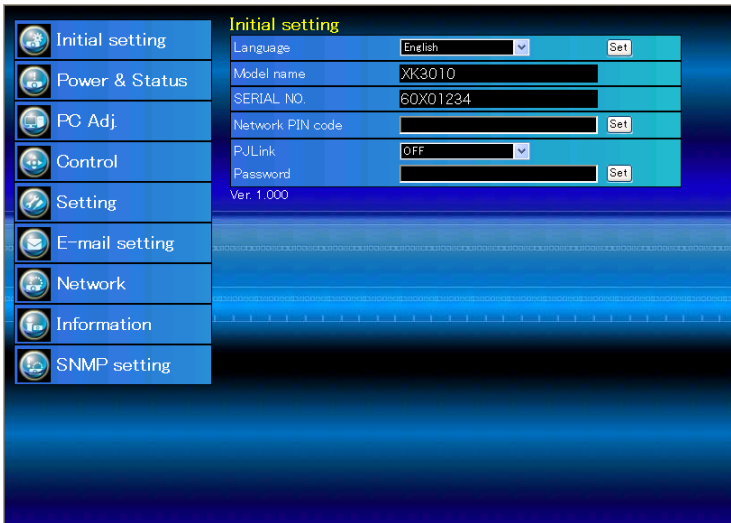 Initial setting
Power & Status
PC Adj.
Control
Setting
E-mail setting
Network
Information
SNMP setting
Initial setting
Language English Set
Model name XK3010
SERIAL NO. 60X01234
Network PIN code Set
PJLink OFF
Password Set
Ver. 1.000